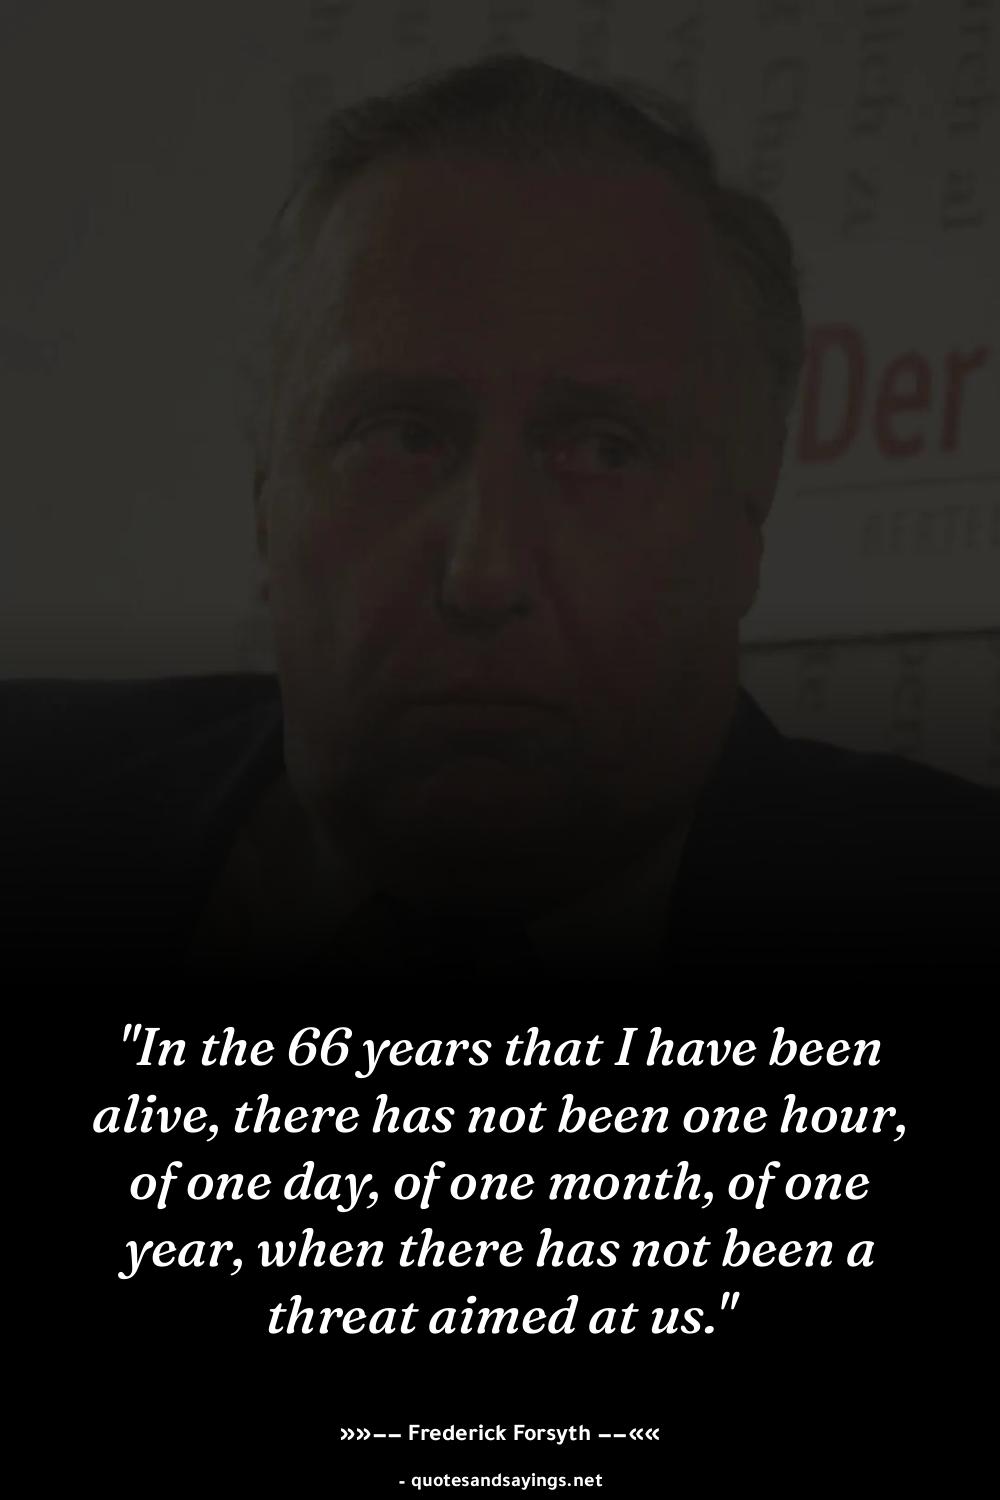 Der
"In the 66 years that I have been
alive, there has not been one hour,
of one day, of one month, of one
year, when there has not been a
threat aimed at us."
»»−− Frederick Forsyth −−««
- quotesandsayings.net